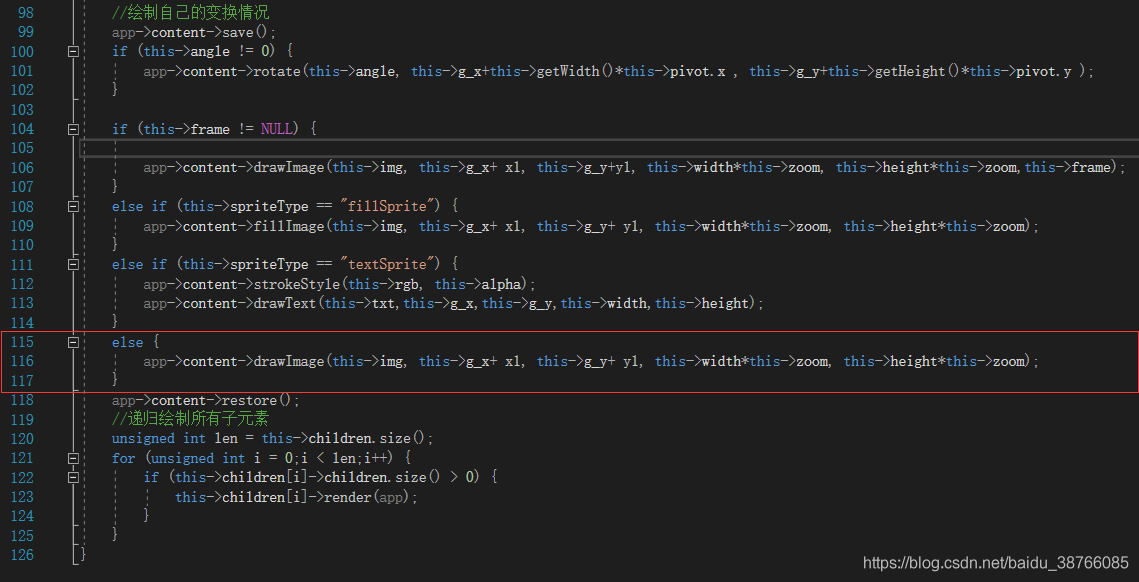 98 //绘制自己的变换情况
99 app->content->save();
100 if (this->angle != 0) {
101 app->content->rotate(this->angle, this->g_x+this->getWidth()*this->pivot.x , this->g_y+this->getHeight()*this->pivot.y );
102 }
103
104 if (this->frame != NULL) {
105
106 app->content->drawImage(this->img, this->g_x+ xl, this->g_y+yl, this->width*this->zoom, this->height*this->zoom,this->frame);
107 }
108 else if (this->spriteType == "fillSprite") {
109 app->content->fillImage(this->img, this->g_x+ xl, this->g_y+ yl, this->width*this->zoom, this->height*this->zoom);
110 }
111 else if (this->spriteType == "textSprite") {
112 app->content->strokeStyle(this->rgb, this->alpha);
113 app->content->drawText(this->txt,this->g_x,this->g_y,this->width,this->height);
114 }
115 else {
116 app->content->drawImage(this->img, this->g_x+ xl, this->g_y+ yl, this->width*this->zoom, this->height*this->zoom);
117 }
118 app->content->restore();
119 //递归绘制所有子元素
120 unsigned int len = this->children.size();
121 for (unsigned int i = 0;i < len;i++) {
122 if (this->children[i]->children.size() > 0) {
123 this->children[i]->render(app);
124 }
125 }
126 }
https://blog.csdn.net/baidu_38766085